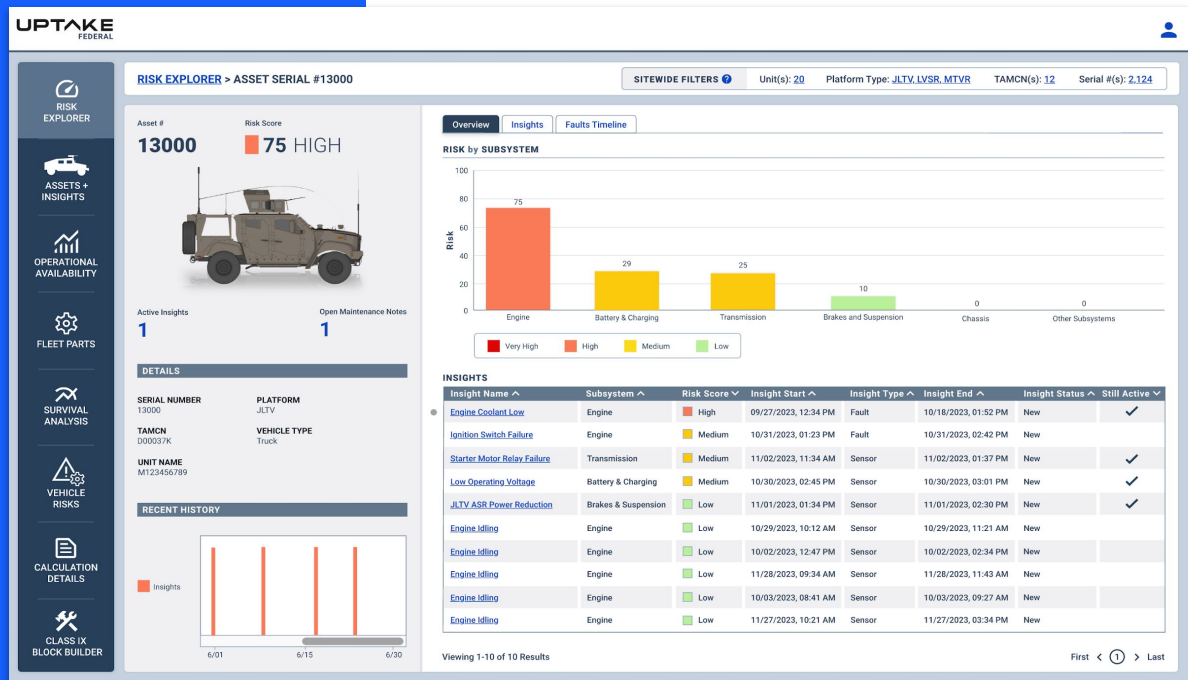 UPTAKE
FEDERAL
RISK EXPLORER > ASSET SERIAL #13000
SITEWIDE FILTERS ? Unit(s): 20 Platform Type: JLTV, LVSR, MTVR TAMCN(s): 12 Serial #(s): 2,124
RISK
EXPLORER
ASSETS +
INSIGHTS
OPERATIONAL
AVAILABILITY
FLEET PARTS
SURVIVAL
ANALYSIS
VEHICLE
RISKS
CALCULATION
DETAILS
CLASS IX
BLOCK BUILDER
Asset # Risk Score
13000 75 HIGH
Active Insights Open Maintenance Notes
1 1
DETAILS
SERIAL NUMBER PLATFORM
13000 JLTV
TAMCN VEHICLE TYPE
D00037K Truck
UNIT NAME
M123456789
RECENT HISTORY
Insights
6/01 6/15 6/30
Overview Insights Faults Timeline
RISK by SUBSYSTEM
Risk
100
80
60
40
20
0
75 29 25 10 0 0
Engine Battery & Charging Transmission Brakes and Suspension Chassis Other Subsystems
Very High High Medium Low
INSIGHTS
Insight Name Subsystem Risk Score Insight Start Insight Type Insight End Insight Status Still Active
Engine Coolant Low Engine High 09/27/2023, 12:34 PM Fault 10/18/2023, 01:52 PM New
Ignition Switch Failure Engine Medium 10/31/2023, 01:23 PM Fault 10/31/2023, 02:42 PM New
Starter Motor Relay Failure Transmission Medium 11/02/2023, 11:34 AM Sensor 11/02/2023, 01:37 PM New
Low Operating Voltage Battery & Charging Medium 10/30/2023, 02:45 PM Sensor 10/30/2023, 03:01 PM New
JLTV ASR Power Reduction Brakes & Suspension Low 11/01/2023, 01:34 PM Sensor 11/01/2023, 02:30 PM New
Engine Idling Engine Low 10/29/2023, 10:12 AM Sensor 10/29/2023, 11:21 AM New
Engine Idling Engine Low 10/02/2023, 12:47 PM Sensor 10/02/2023, 02:34 PM New
Engine Idling Engine Low 11/28/2023, 09:34 AM Sensor 11/28/2023, 11:43 AM New
Engine Idling Engine Low 10/03/2023, 08:41 AM Sensor 10/03/2023, 09:27 AM New
Engine Idling Engine Low 11/27/2023, 10:21 AM Sensor 11/27/2023, 03:34 PM New
Viewing 1-10 of 10 Results
First < 1 > Last